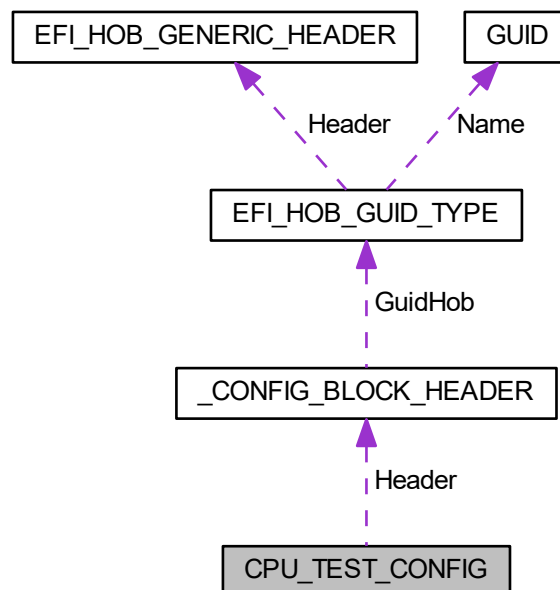 EFI_HOB_GENERIC_HEADER
GUID
Header
Name
EFI_HOB_GUID_TYPE
GuidHob
_CONFIG_BLOCK_HEADER
Header
CPU_TEST_CONFIG